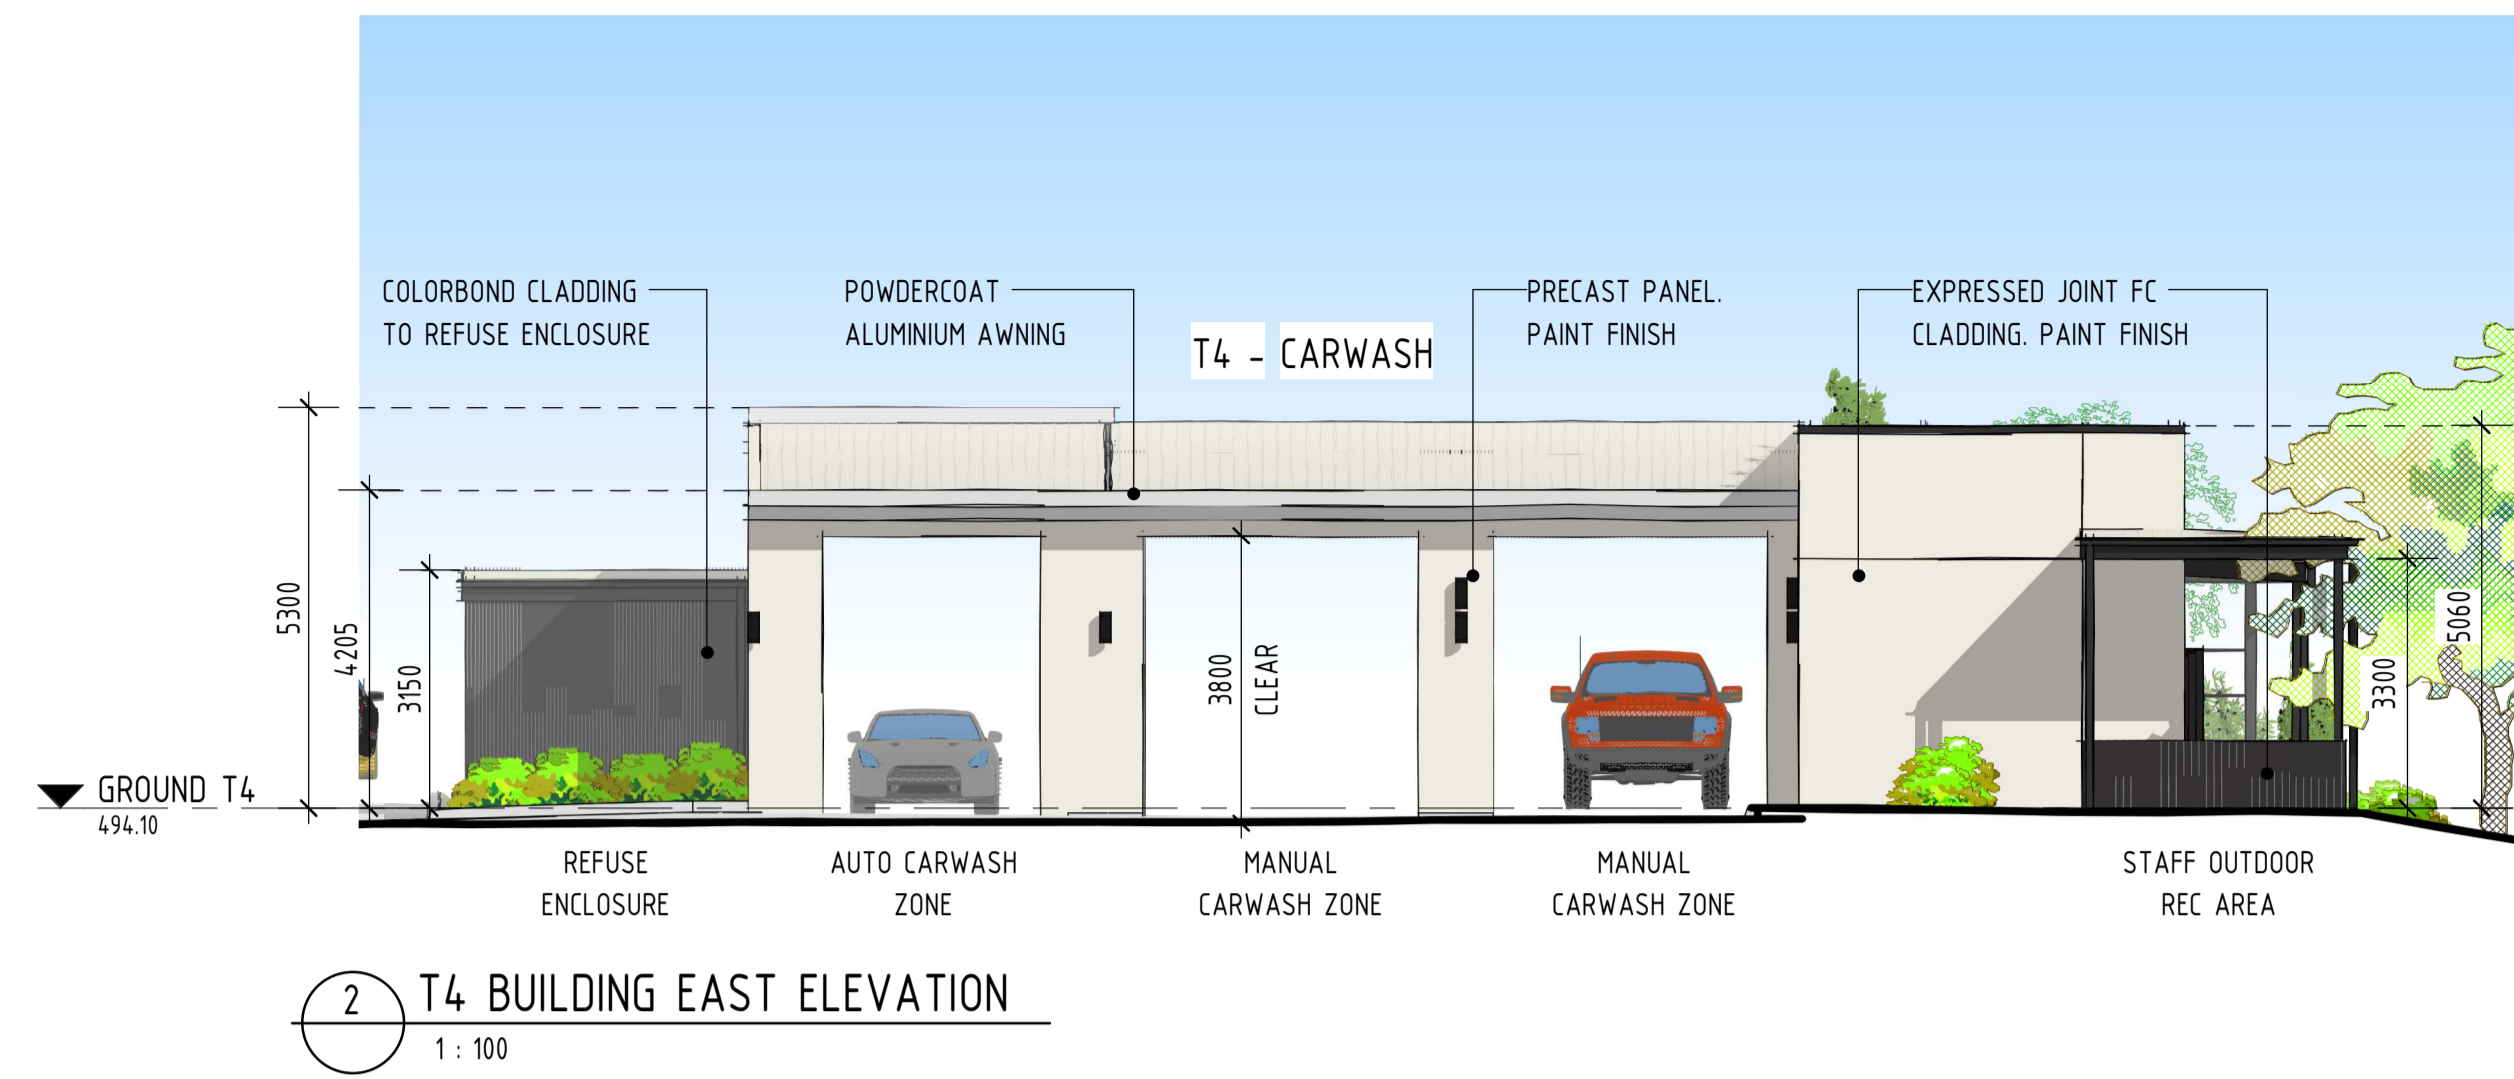 COLORBOND CLADDING
TO REFUSE ENCLOSURE
POWDERCOAT
ALUMINIUM AWNING
T4 - CARWASH
PRECAST PANEL.
PAINT FINISH
EXPRESSED JOINT FC
CLADDING. PAINT FINISH
5300
4205
3150
3800
CLEAR
3300
5060
GROUND T4
494.10
REFUSE
ENCLOSURE
AUTO CARWASH
ZONE
MANUAL
CARWASH ZONE
MANUAL
CARWASH ZONE
STAFF OUTDOOR
REC AREA
2
T4 BUILDING EAST ELEVATION
1 : 100